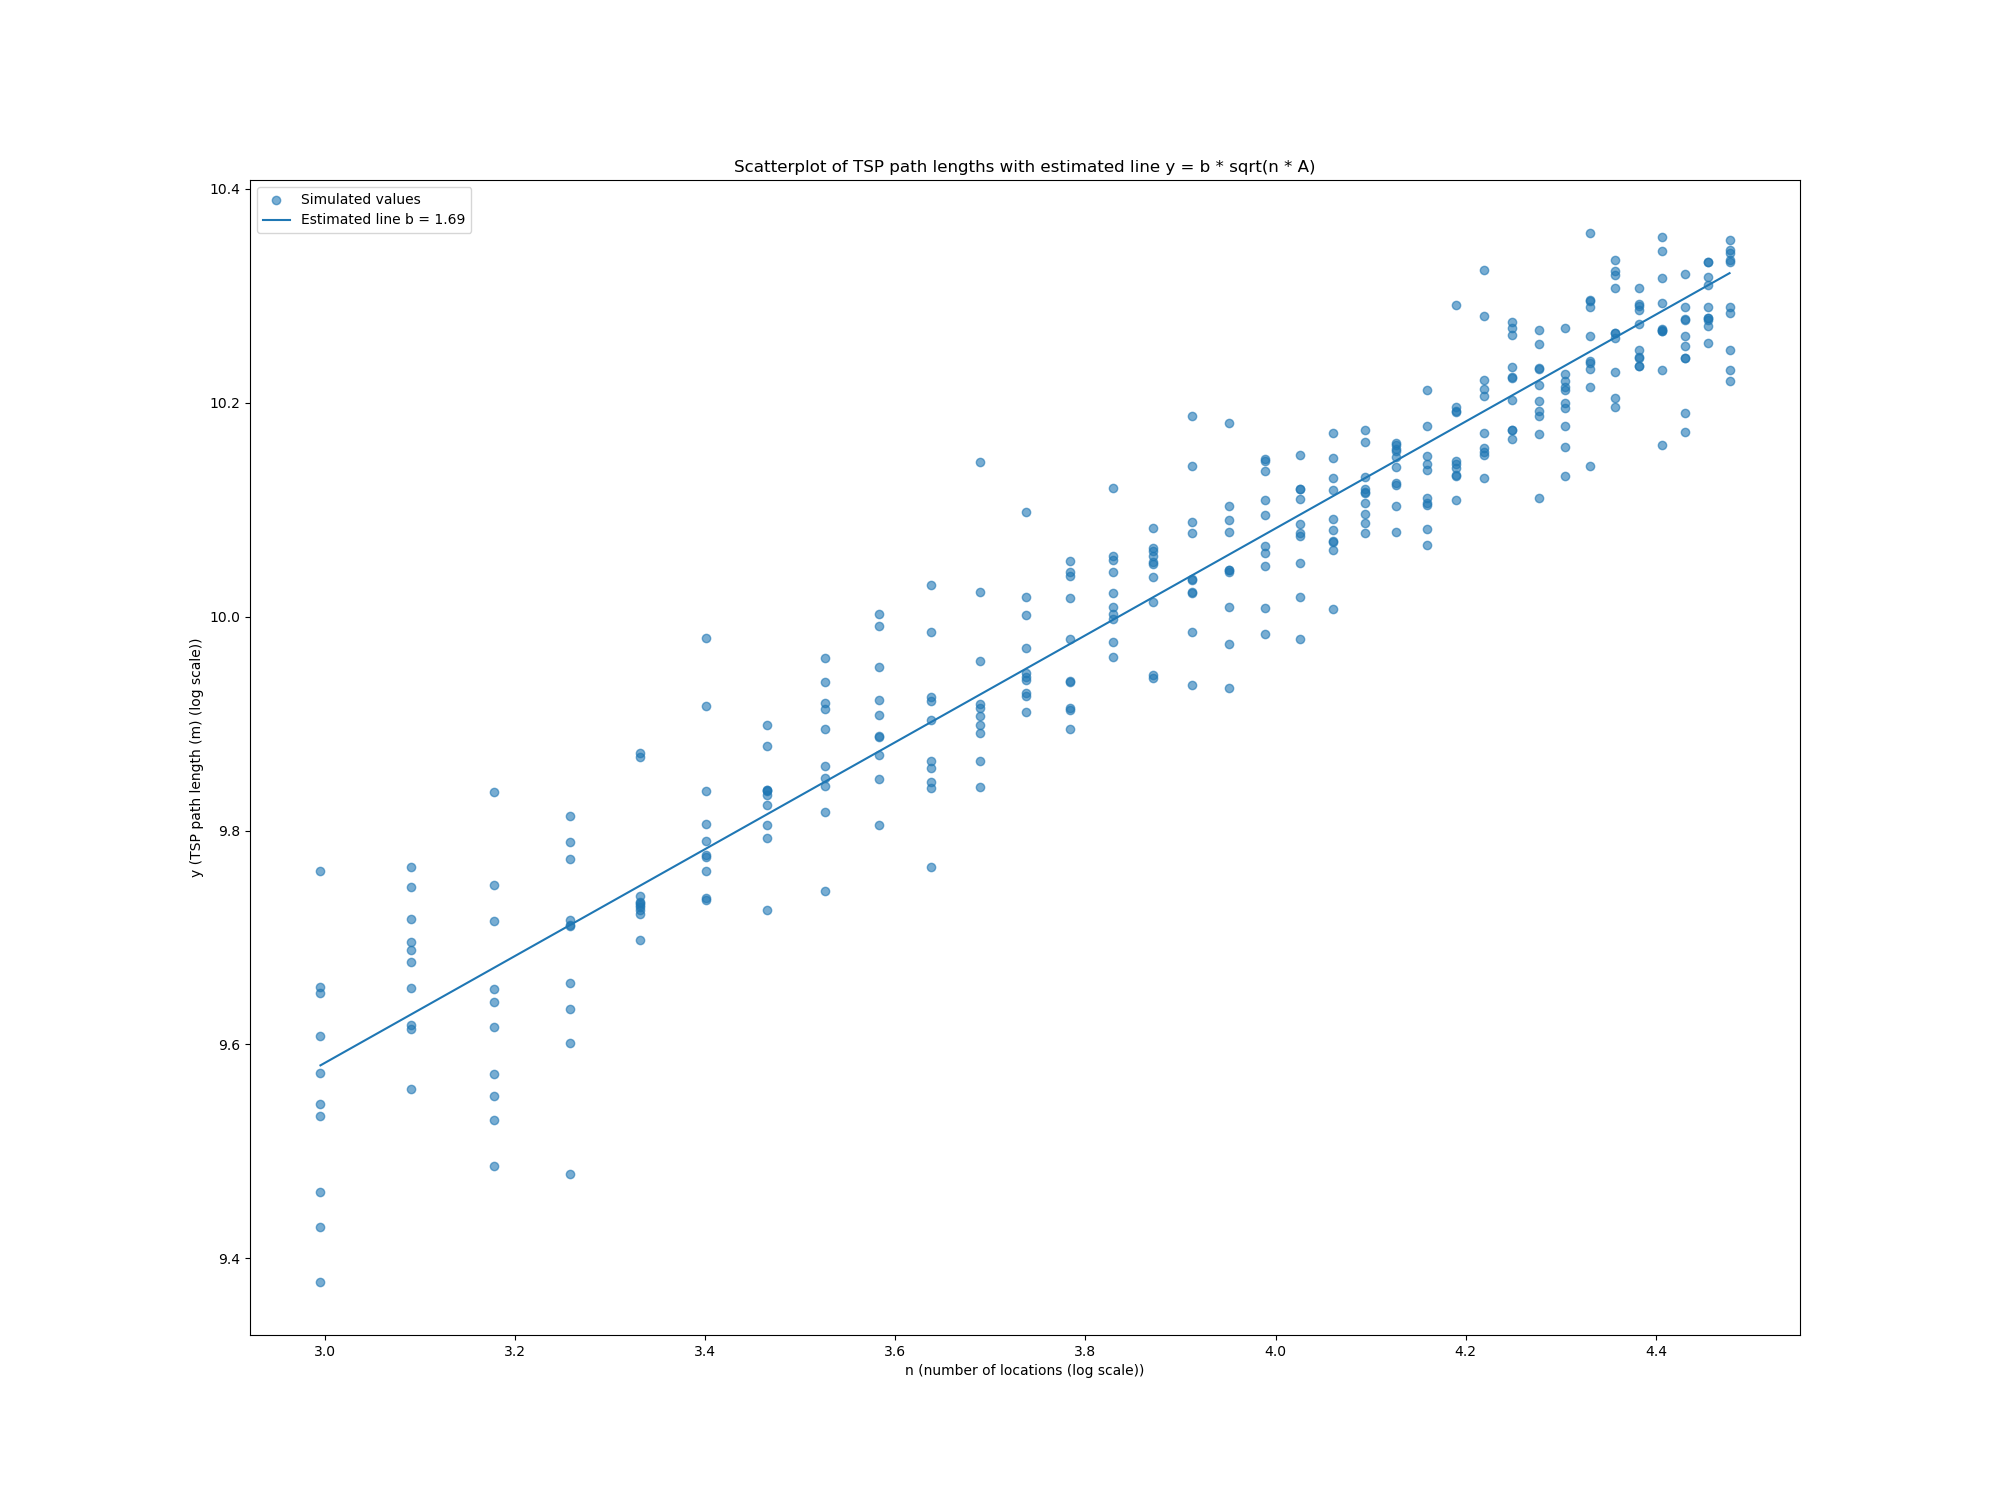 Scatterplot of TSP path lengths with estimated line y = b * sqrt(n * A)
Simulated values
Estimated line b = 1.69
10.4
10.2
10.0
9.8
9.6
9.4
y (TSP path length (m) (log scale))
3.0 3.2 3.4 3.6 3.8 4.0 4.2 4.4
n (number of locations (log scale))